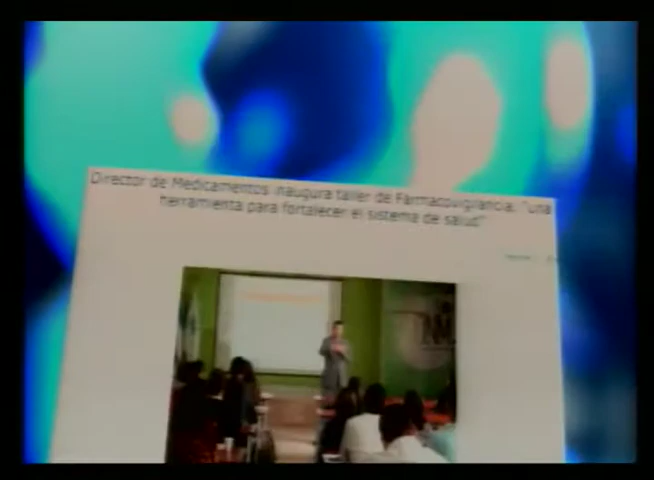 Director de Medicamentos inaugura taller de Farmacovigilancia, "una
herramienta para fortalecer el sistema de salud"